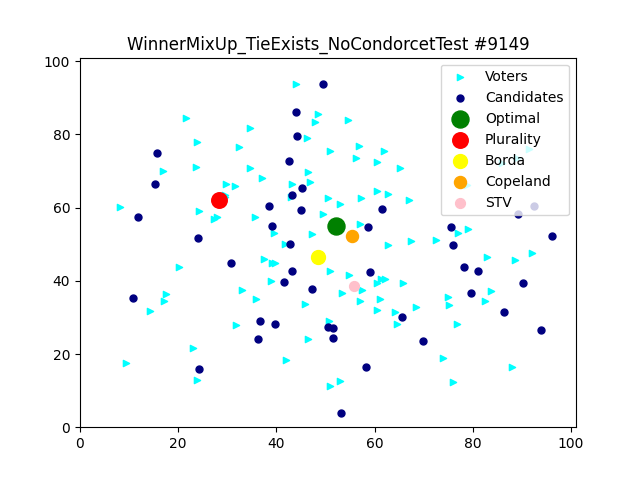 WinnerMixUp_TieExists_NoCondorcetTest #9149
100
80
60
40
20
0
0 20 40 60 80 100
Voters
Candidates
Optimal
Plurality
Borda
Copeland
STV